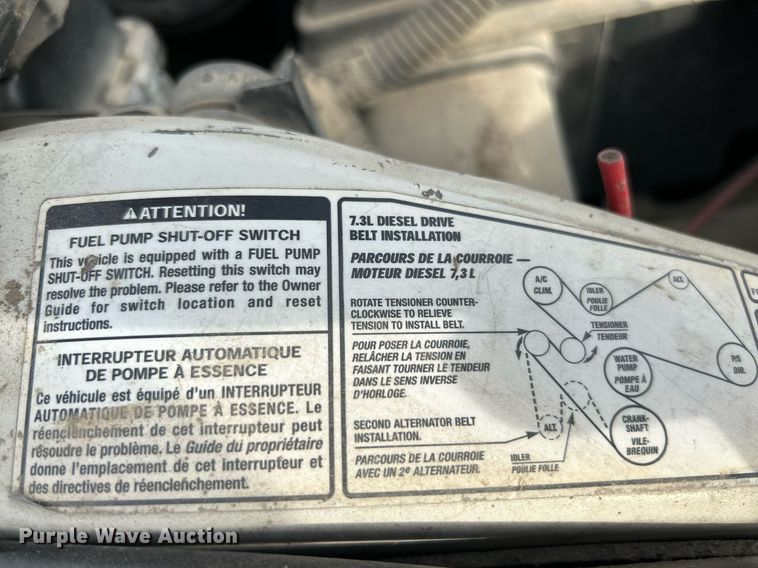 ATTENTION!
FUEL PUMP SHUT-OFF SWITCH
This vehicle is equipped with a FUEL PUMP
SHUT-OFF SWITCH. Resetting this switch may
resolve the problem. Please refer to the Owner
Guide for switch location and reset
instructions.
INTERRUPTEUR AUTOMATIQUE
DE POMPE À ESSENCE
Ce véhicule est équipé d'un INTERRUPTEUR
AUTOMATIQUE DE POMPE À ESSENCE. Le
réenclenchement de cet interrupteur peut
résoudre le problème. Le Guide du propriétaire
donne l'emplacement de cet interrupteur et
des directives de réenclenchement.
7.3L DIESEL DRIVE
BELT INSTALLATION
PARCOURS DE LA COURROIE —
MOTEUR DIESEL 7,3 L
ROTATE TENSIONER COUNTER-
CLOCKWISE TO RELIEVE
TENSION TO INSTALL BELT.
POUR POSER LA COURROIE,
RELÂCHER LA TENSION EN
FAISANT TOURNER LE TENDEUR
DANS LE SENS INVERSE
D'HORLOGE.
SECOND ALTERNATOR BELT
INSTALLATION.
PARCOURS DE LA COURROIE
AVEC UN 2e ALTERNATEUR.
A/C
CLIM.
IDLER
POULIE
FOLLE
ALT.
TENSIONER
TENDEUR
WATER
PUMP
POMPE À
EAU
P/S
DIR.
CRANK-
SHAFT
VILE-
BREQUIN
ALT.
IDLER
POULIE FOLLE
Purple Wave Auction